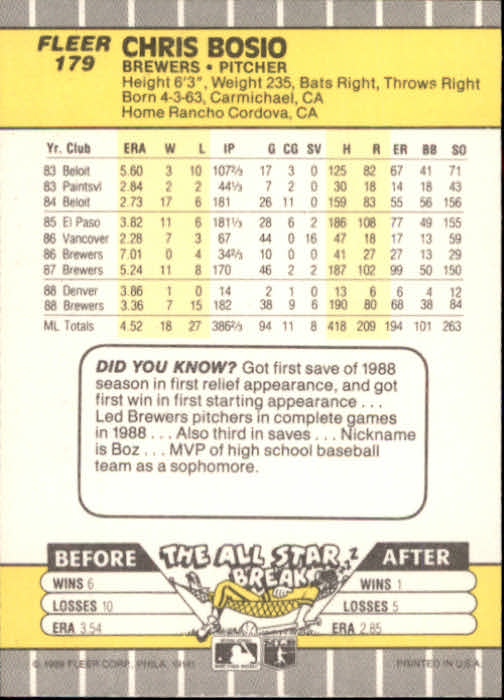 FLEER
179
CHRIS BOSIO
BREWERS • PITCHER
Height 6'3", Weight 235, Bats Right, Throws Right
Born 4-3-63, Carmichael, CA
Home Rancho Cordova, CA
Yr. Club ERA W L IP G CG SV H R ER BB SO
83 Beloit 5.60 3 10 107⅔ 17 3 0 125 82 67 41 71
83 Paintsvl 2.84 2 2 44⅓ 7 2 0 30 18 14 18 43
84 Beloit 2.73 17 6 181 26 11 0 159 83 55 56 156
85 El Paso 3.82 11 6 181⅓ 28 6 2 186 108 77 49 155
86 Vancover 2.28 7 3 67 44 0 16 47 18 17 13 59
86 Brewers 7.01 0 4 34⅔ 10 0 0 41 27 27 13 29
87 Brewers 5.24 11 8 170 46 2 2 187 102 99 50 150
88 Denver 3.86 1 0 14 2 1 0 13 6 6 4 12
88 Brewers 3.36 7 15 182 38 9 6 190 80 68 38 84
ML Totals 4.52 18 27 386⅔ 94 11 8 418 209 194 101 263
DID YOU KNOW? Got first save of 1988
season in first relief appearance, and got
first win in first starting appearance . . .
Led Brewers pitchers in complete games
in 1988 . . . Also third in saves . . . Nickname
is Boz . . . MVP of high school baseball
team as a sophomore.
BEFORE THE ALL STAR BREAK AFTER
WINS 6 WINS 1
LOSSES 10 LOSSES 5
ERA 3.54 ERA 2.85
© 1989 FLEER CORP., PHILA. 19141 PRINTED IN U.S.A.